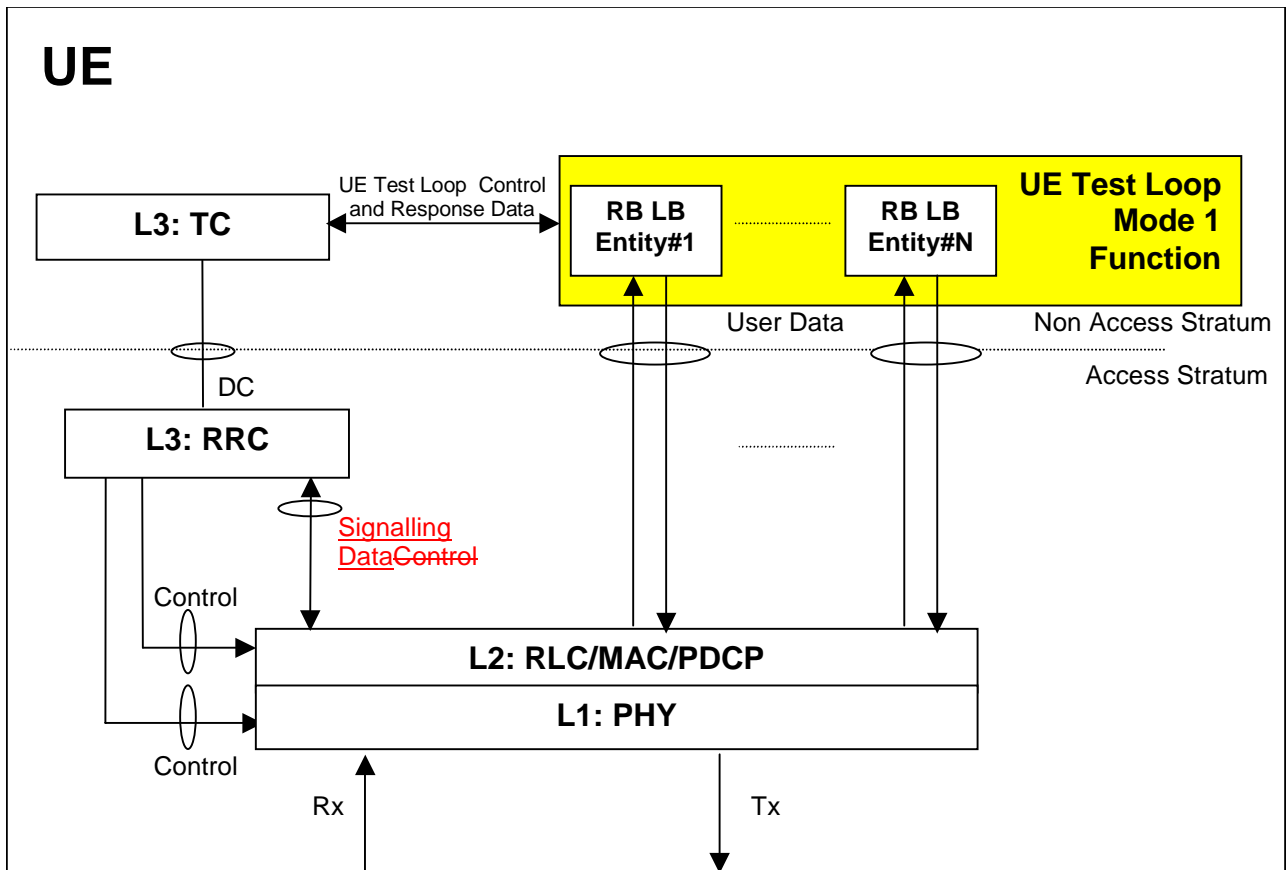 UE
UE Test Loop Control
and Response Data
L3: TC
RB LB
Entity#1
RB LB
Entity#N
UE Test Loop
Mode 1
Function
User Data
Non Access Stratum
Access Stratum
DC
L3: RRC
Signalling
DataControl
Control
L2: RLC/MAC/PDCP
L1: PHY
Control
Rx
Tx